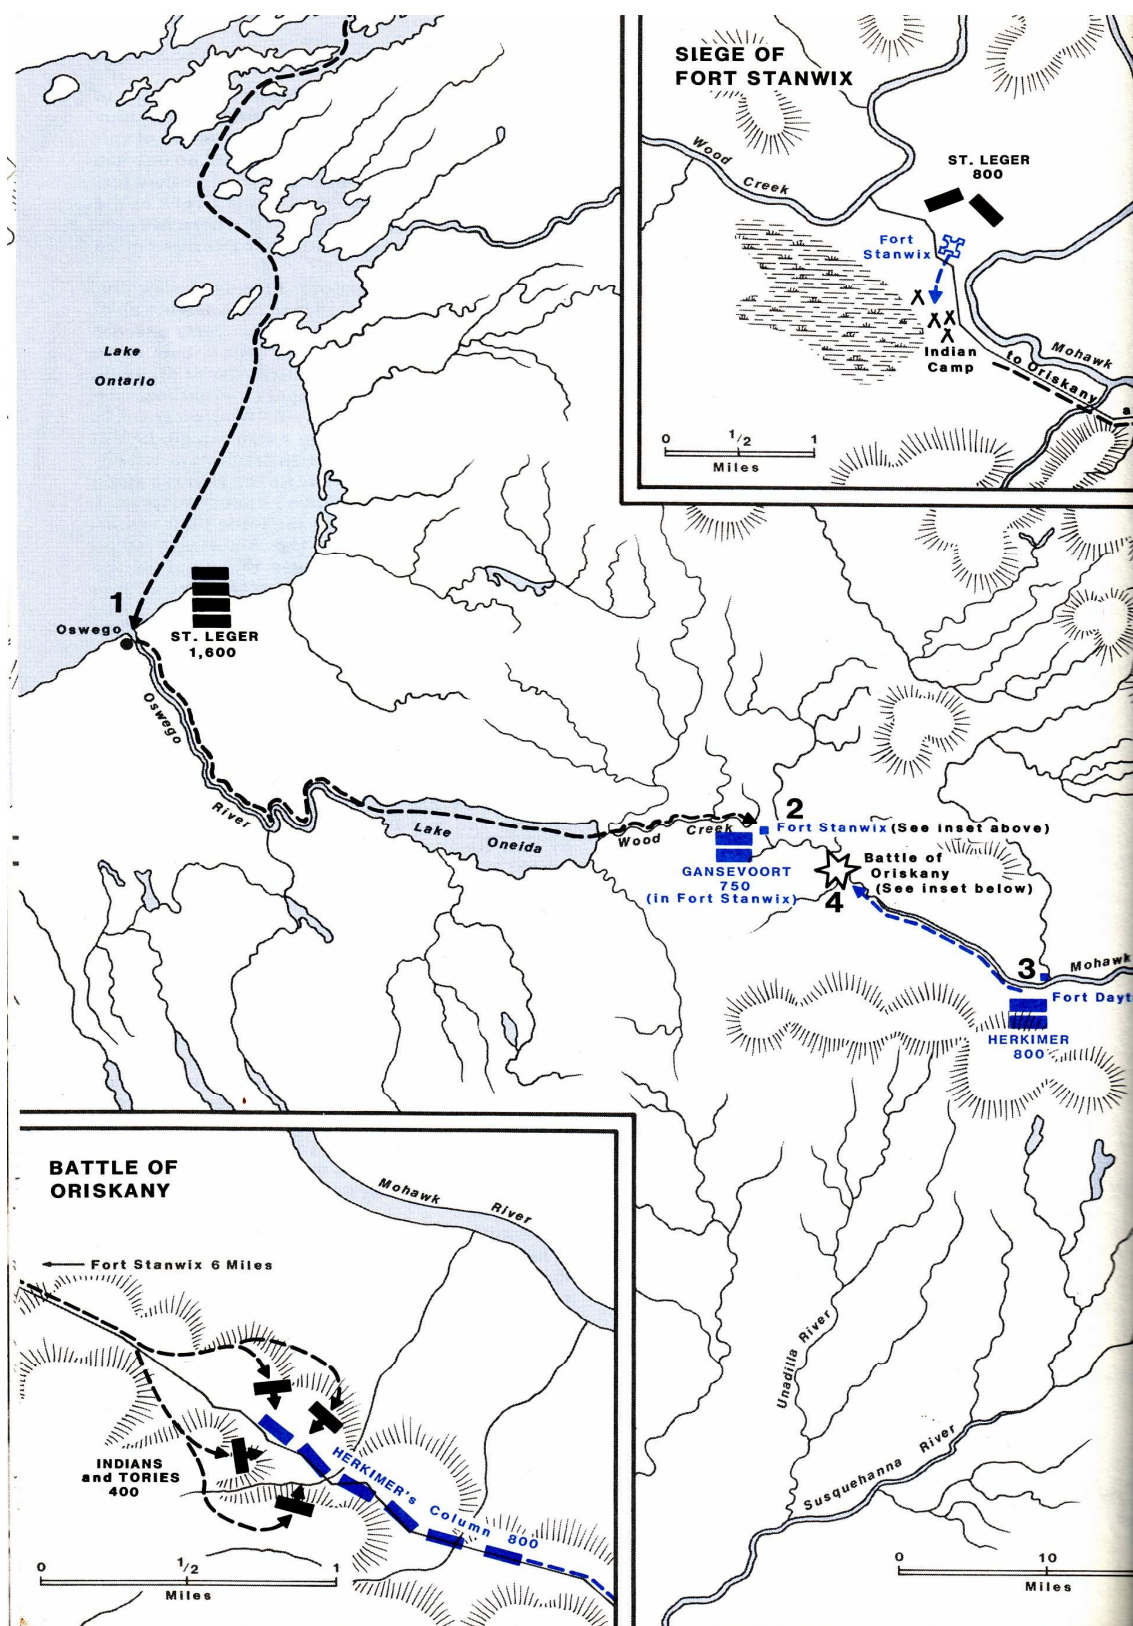 SIEGE OF
FORT STANWIX
Wood
Creek
ST. LEGER
800
Fort
Stanwix
Indian
Camp
Mohawk
to Oriskany
0 1/2 1
Miles
Lake
Ontario
1
Oswego
ST. LEGER
1,600
Oswego
River
Lake
Oneida
Wood Creek
2
Fort Stanwix (See inset above)
GANSEVOORT
750
(in Fort Stanwix)
Battle of
Oriskany
(See inset below)
4
3
Mohawk
Fort Dayt
HERKIMER
800
BATTLE OF
ORISKANY
Mohawk
River
Fort Stanwix 6 Miles
INDIANS
and TORIES
400
HERKIMER's
Column 800
0 1/2 1
Miles
Unadilla River
Susquehanna River
0 10
Miles